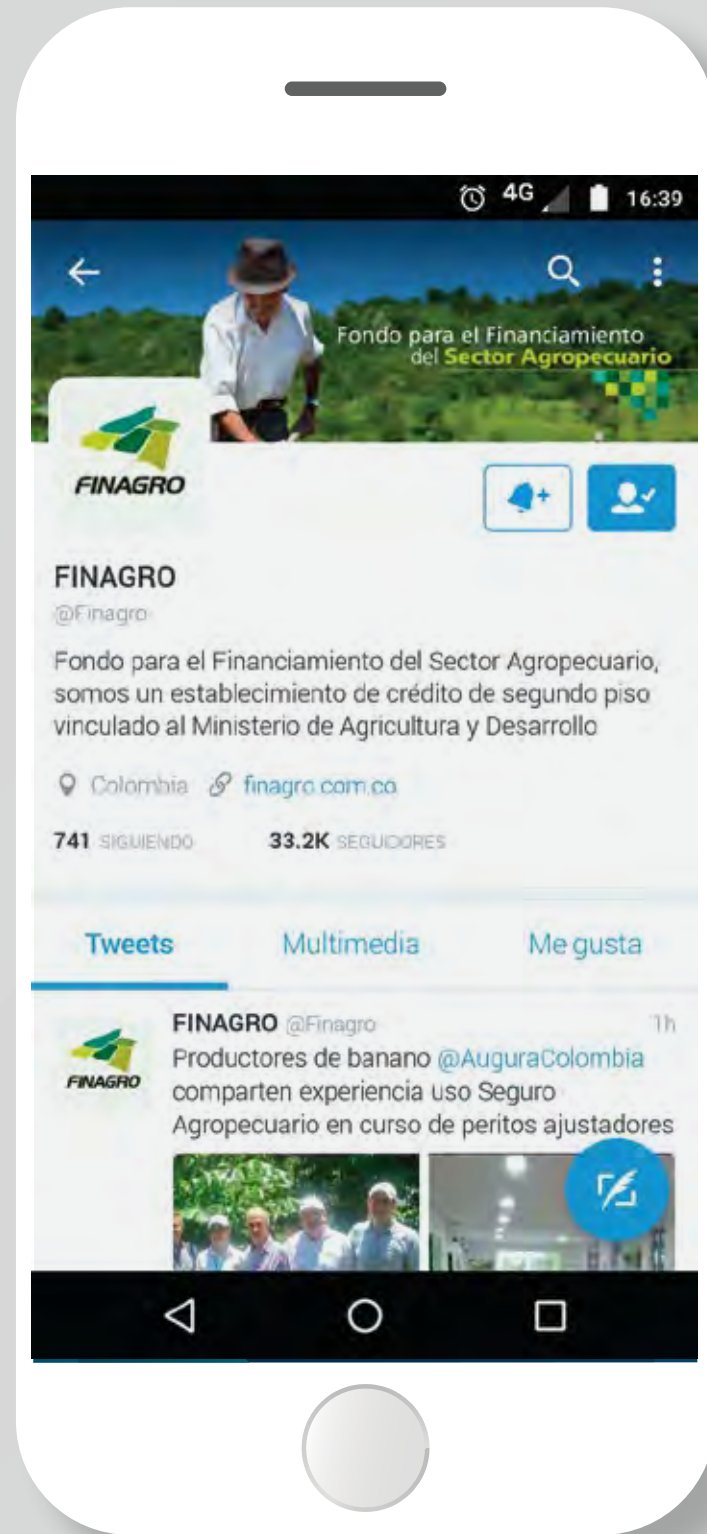 4G 16:39
Fondo para el Financiamiento
del Sector Agropecuario
FINAGRO
FINAGRO
@Finagro
Fondo para el Financiamiento del Sector Agropecuario,
somos un establecimiento de crédito de segundo piso
vinculado al Ministerio de Agricultura y Desarrollo
Colombia finagro.com.co
741 SIGUIENDO 33.2K SEGUIDORES
Tweets Multimedia Me gusta
FINAGRO @Finagro 1h
Productores de banano @AuguraColombia
comparten experiencia uso Seguro
Agropecuario en curso de peritos ajustadores
FINAGRO